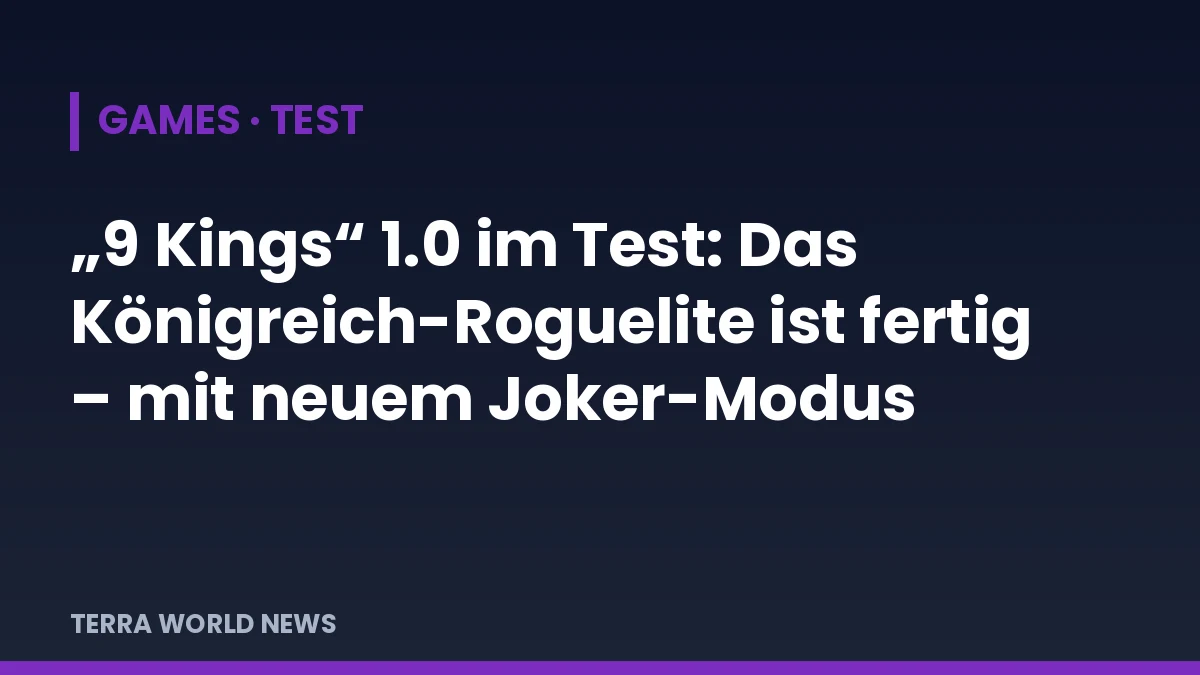 GAMES · TEST
„9 Kings“ 1.0 im Test: Das
Königreich-Roguelite ist fertig
– mit neuem Joker-Modus
TERRA WORLD NEWS